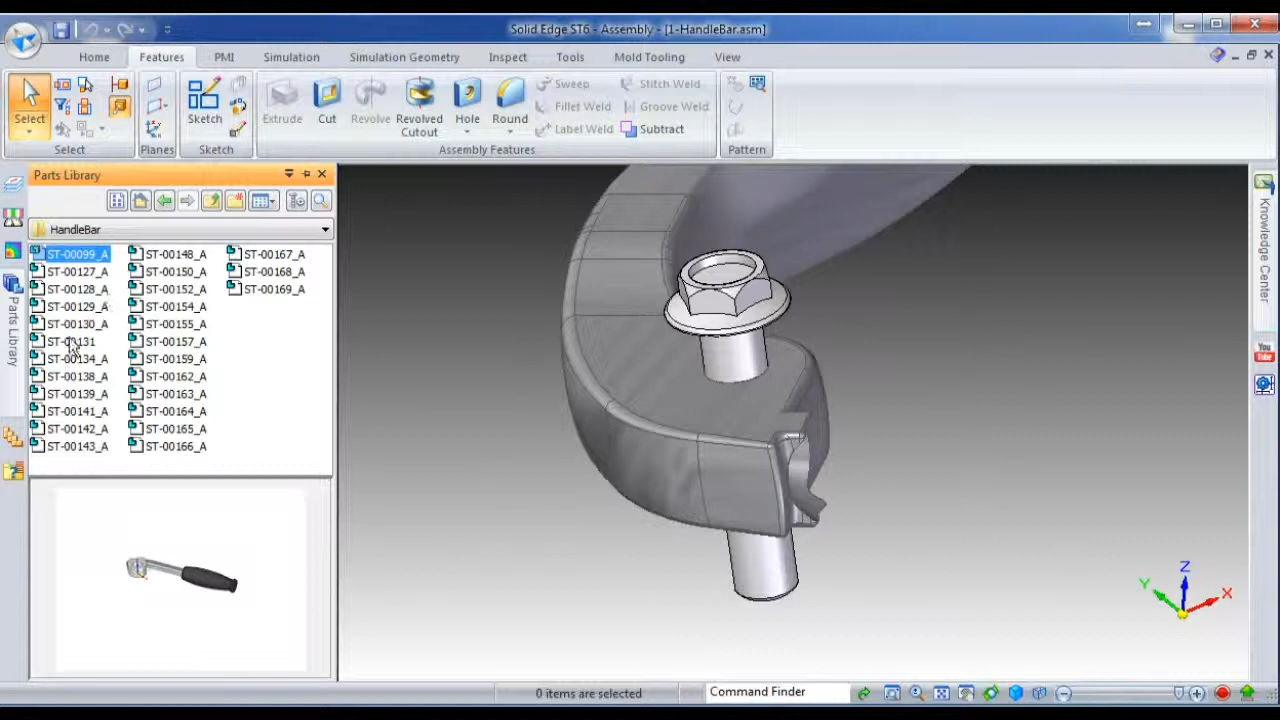 Solid Edge ST6 - Assembly - [1-HandleBar.asm]
Home Features PMI Simulation Simulation Geometry Inspect Tools Mold Tooling View
Select
Select
Planes
Sketch
Sketch
Extrude Cut Revolve Revolved Cutout Hole Round
Sweep Stitch Weld
Fillet Weld Groove Weld
Label Weld Subtract
Assembly Features
Pattern
Parts Library
HandleBar
ST-00099_A ST-00148_A ST-00167_A
ST-00127_A ST-00150_A ST-00168_A
ST-00128_A ST-00152_A ST-00169_A
ST-00129_A ST-00154_A
ST-00130_A ST-00155_A
ST-00131 ST-00157_A
ST-00134_A ST-00159_A
ST-00138_A ST-00162_A
ST-00139_A ST-00163_A
ST-00141_A ST-00164_A
ST-00142_A ST-00165_A
ST-00143_A ST-00166_A
Parts Library
Knowledge Center
You
Tube
Z
Y
X
0 items are selected
Command Finder